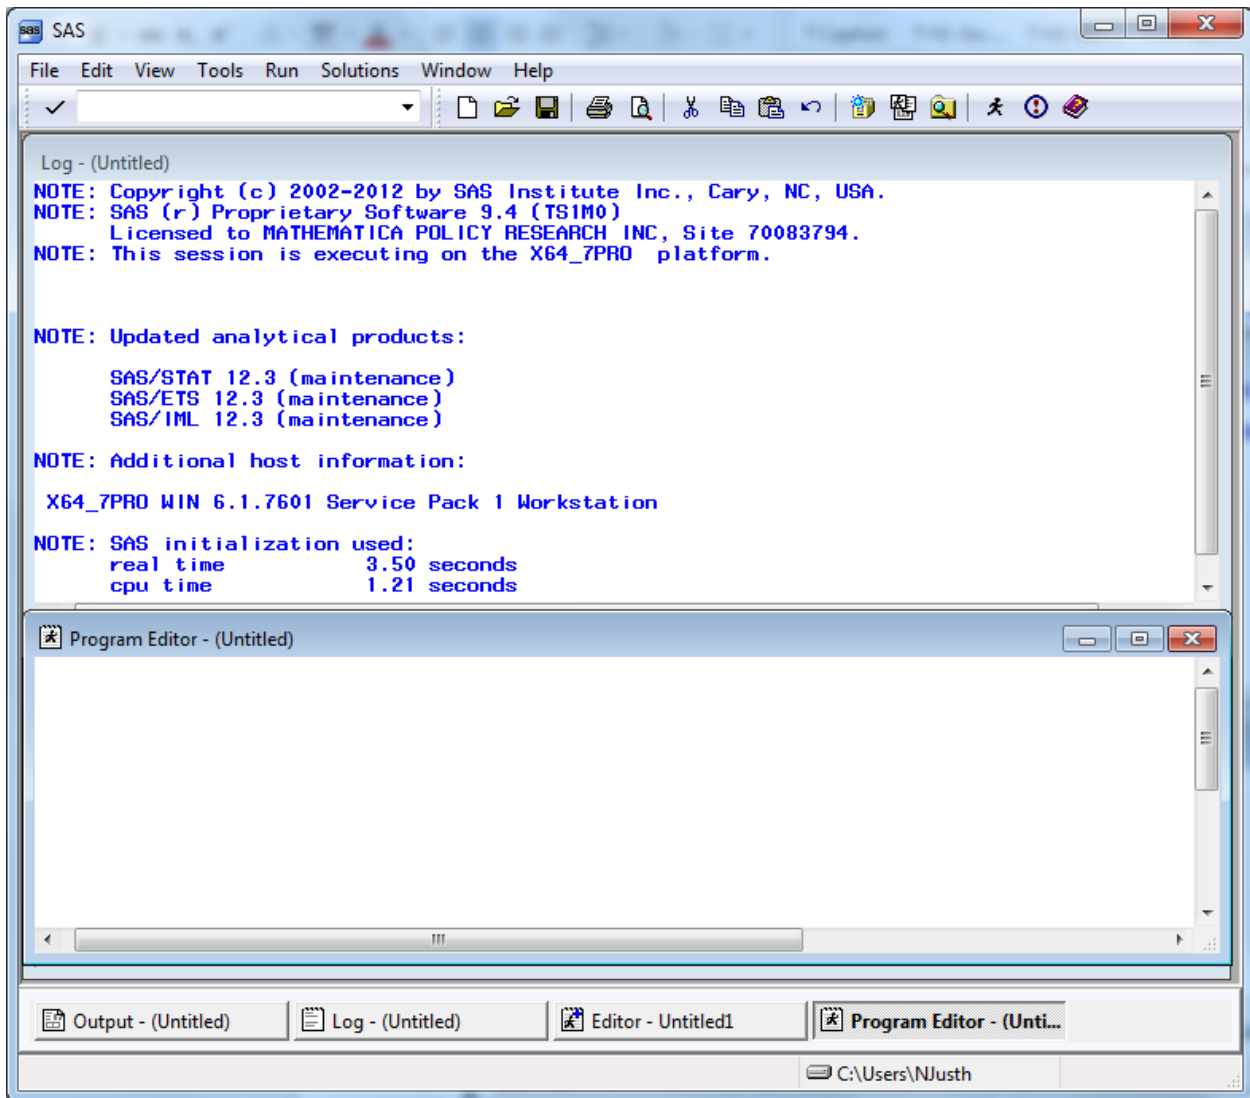 SAS
File Edit View Tools Run Solutions Window Help
Log - (Untitled)
NOTE: Copyright (c) 2002-2012 by SAS Institute Inc., Cary, NC, USA.
NOTE: SAS (r) Proprietary Software 9.4 (TS1M0)
Licensed to MATHEMATICA POLICY RESEARCH INC, Site 70083794.
NOTE: This session is executing on the X64_7PRO platform.
NOTE: Updated analytical products:
SAS/STAT 12.3 (maintenance)
SAS/ETS 12.3 (maintenance)
SAS/IML 12.3 (maintenance)
NOTE: Additional host information:
X64_7PRO WIN 6.1.7601 Service Pack 1 Workstation
NOTE: SAS initialization used:
real time 3.50 seconds
cpu time 1.21 seconds
Program Editor - (Untitled)
Output - (Untitled) Log - (Untitled) Editor - Untitled1 Program Editor - (Unti...
C:\Users\NJusth